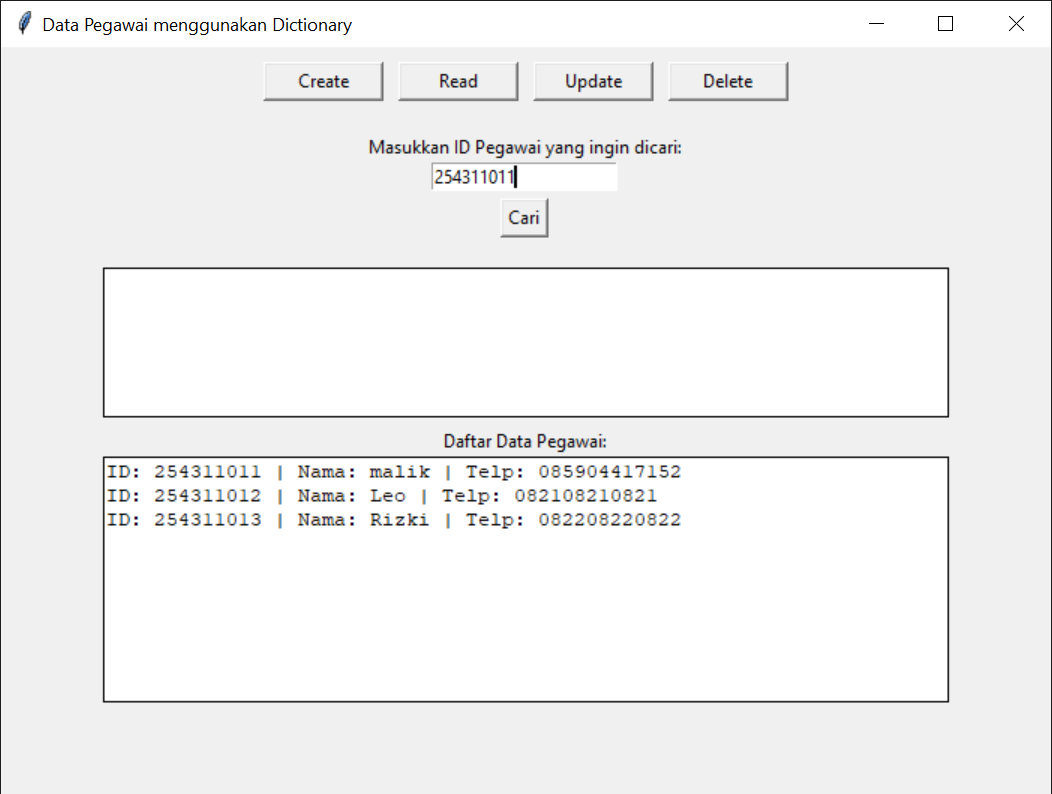 Data Pegawai menggunakan Dictionary
Create Read Update Delete
Masukkan ID Pegawai yang ingin dicari:
254311011
Cari
Daftar Data Pegawai:
ID: 254311011 | Nama: malik | Telp: 085904417152
ID: 254311012 | Nama: Leo | Telp: 082108210821
ID: 254311013 | Nama: Rizki | Telp: 082208220822